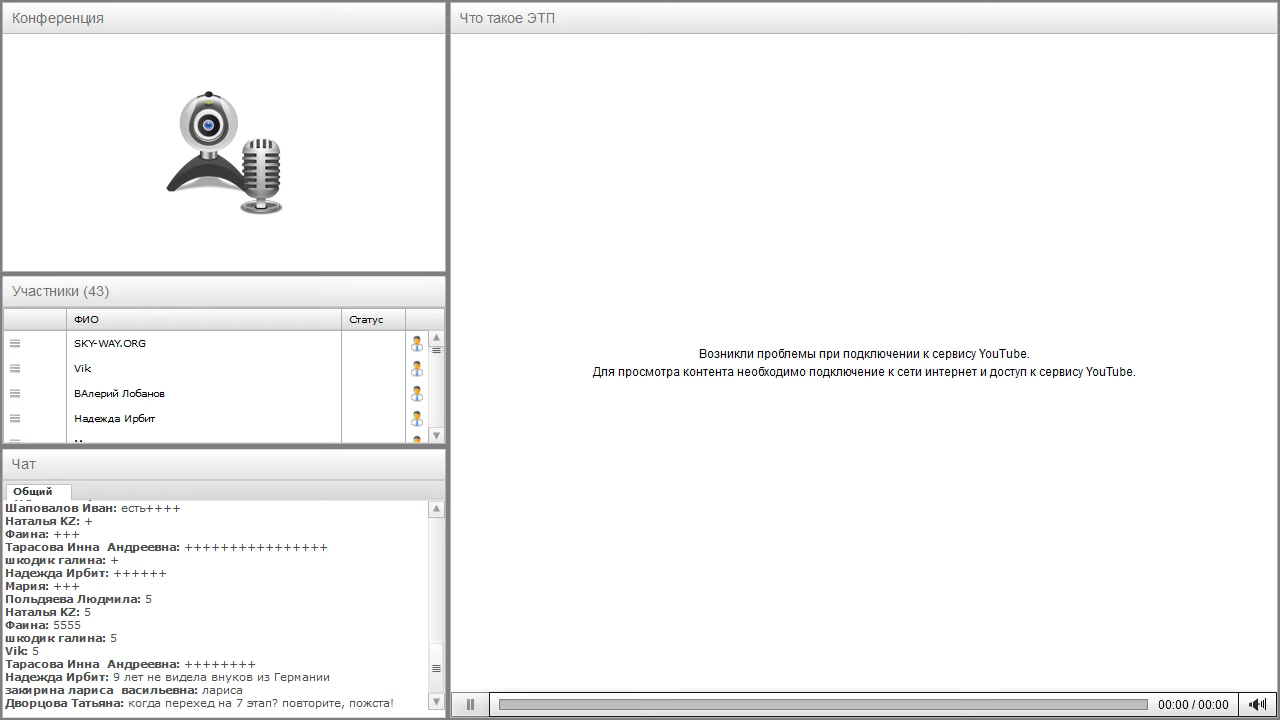 Конференция
Что такое ЭТП
Возникли проблемы при подключении к сервису YouTube.
Для просмотра контента необходимо подключение к сети интернет и доступ к сервису YouTube.
00:00 / 00:00
Участники (43)
ФИО Статус
SKY-WAY.ORG
Vik
ВАлерий Лобанов
Надежда Ирбит
Чат
Общий
Шаповалов Иван: есть++++
Наталья KZ: +
Фаина: +++
Тарасова Инна Андреевна: ++++++++++++++++
шкодик галина: +
Надежда Ирбит: ++++++
Мария: +++
Польдяева Людмила: 5
Наталья KZ: 5
Фаина: 5555
шкодик галина: 5
Vik: 5
Тарасова Инна Андреевна: ++++++++
Надежда Ирбит: 9 лет не видела внуков из Германии
закирина лариса васильевна: лариса
Дворцова Татьяна: когда перехед на 7 этап? повторите, пожста!